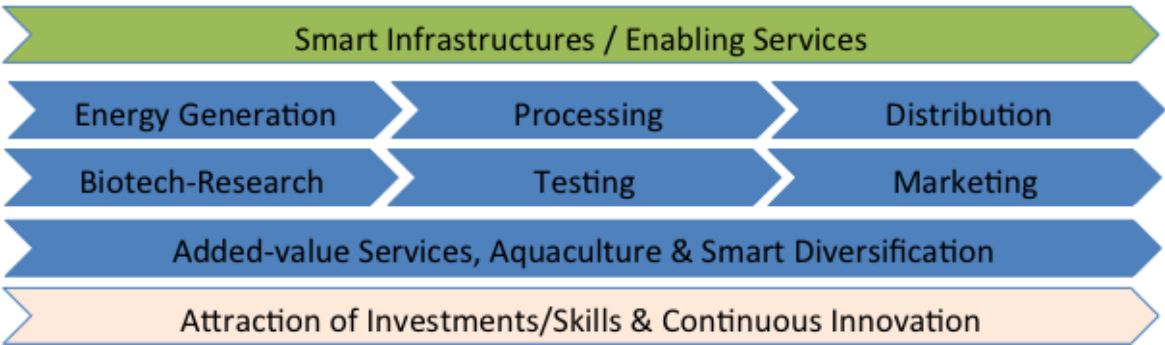 Smart Infrastructures / Enabling Services
Energy Generation Processing Distribution
Biotech-Research Testing Marketing
Added-value Services, Aquaculture & Smart Diversification
Attraction of Investments/Skills & Continuous Innovation